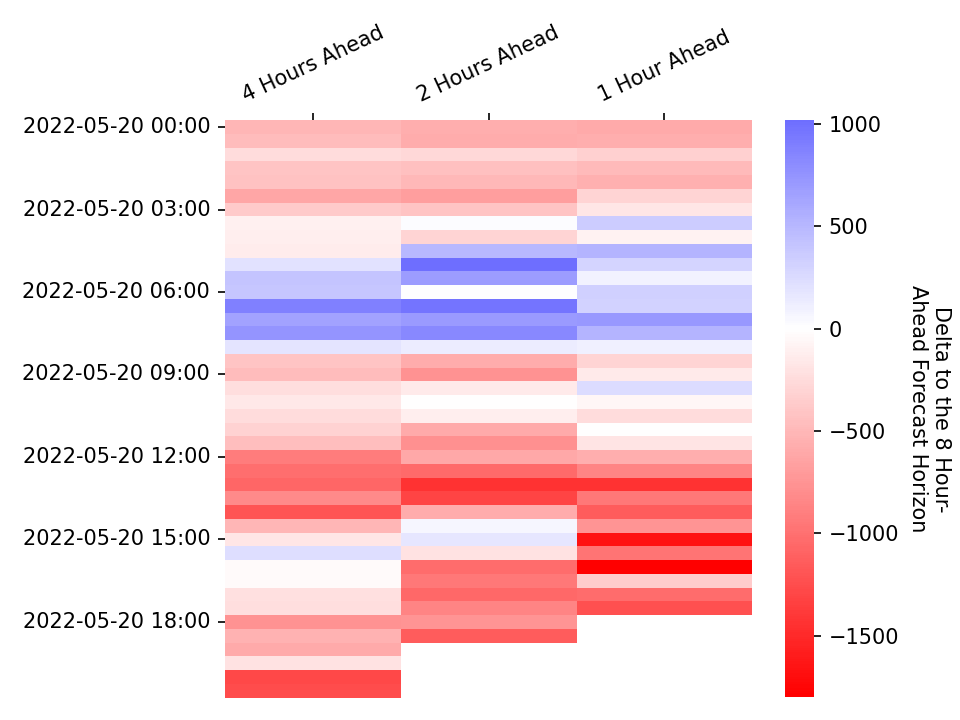 4 Hours Ahead
2 Hours Ahead
1 Hour Ahead
2022-05-20 00:00
2022-05-20 03:00
2022-05-20 06:00
2022-05-20 09:00
2022-05-20 12:00
2022-05-20 15:00
2022-05-20 18:00
1000
500
0
−500
−1000
−1500
Delta to the 8 Hour-
Ahead Forecast Horizon